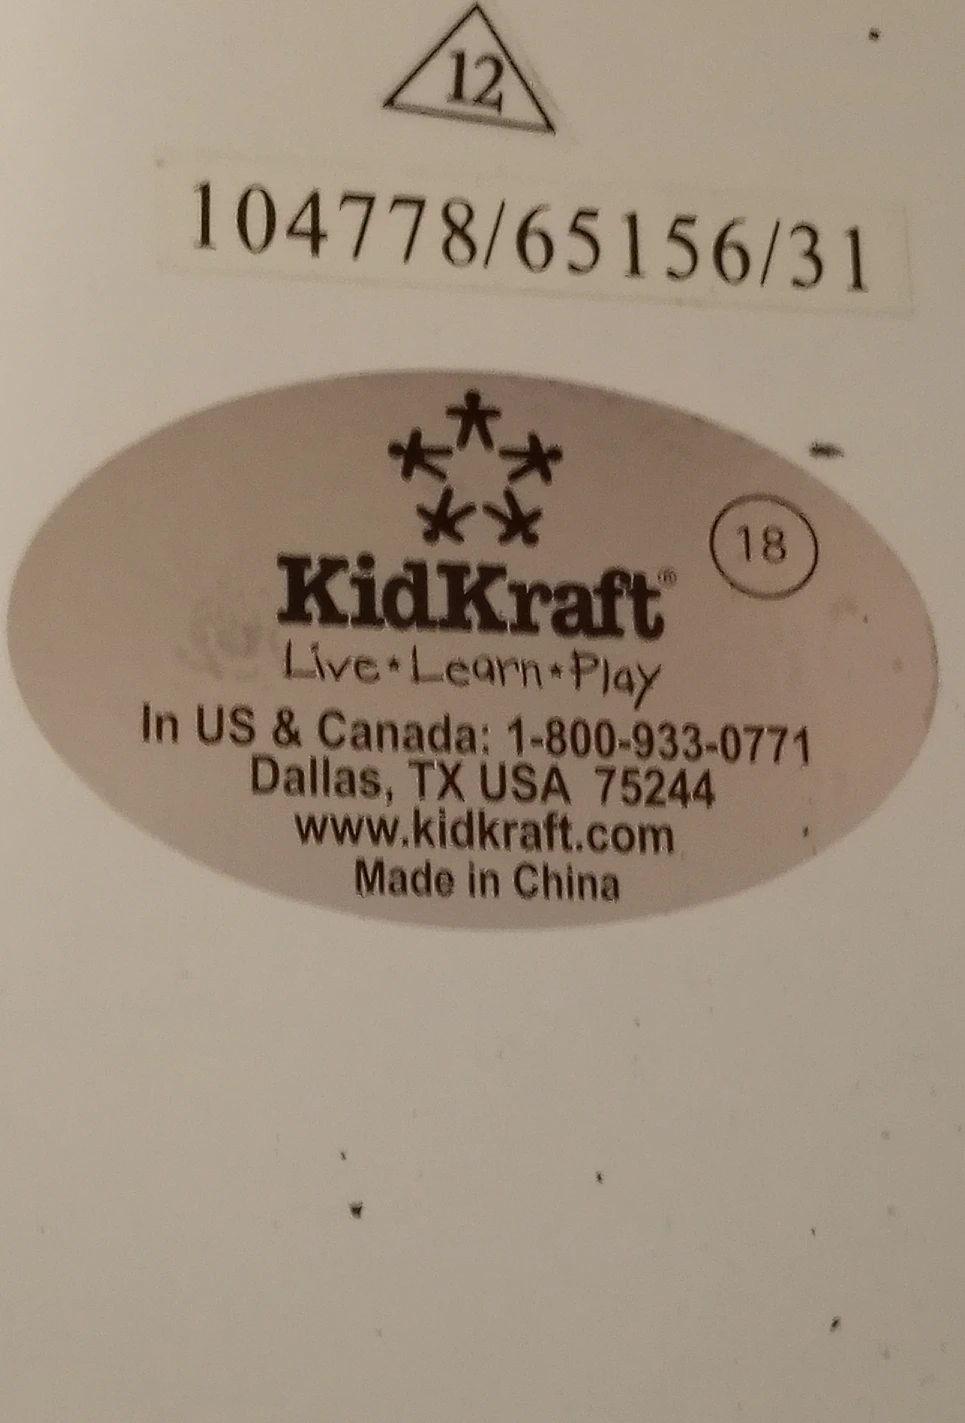 12
104778/65156/31
18
KidKraft®
Live★Learn★Play
In US & Canada: 1-800-933-0771
Dallas, TX USA 75244
www.kidkraft.com
Made in China